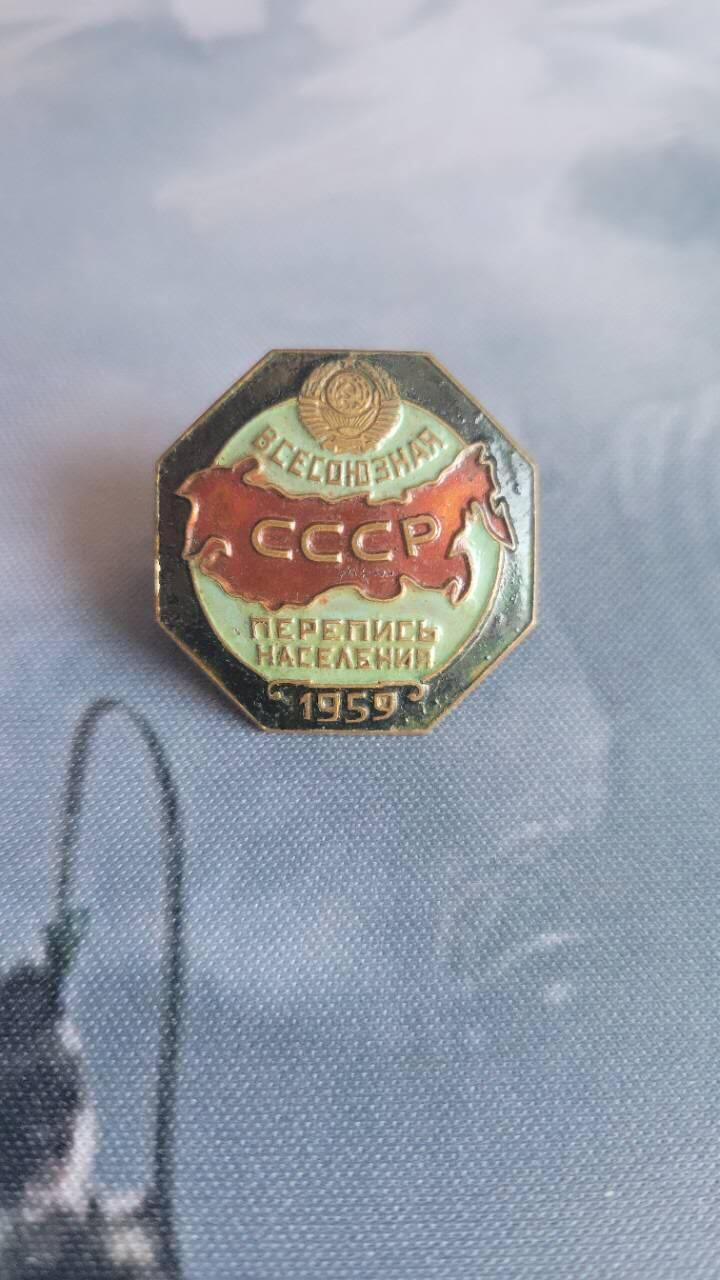 ВСЕСОЮЗНАЯ
СССР
ПЕРЕПИСЬ
НАСЕЛЕНИЯ
1959